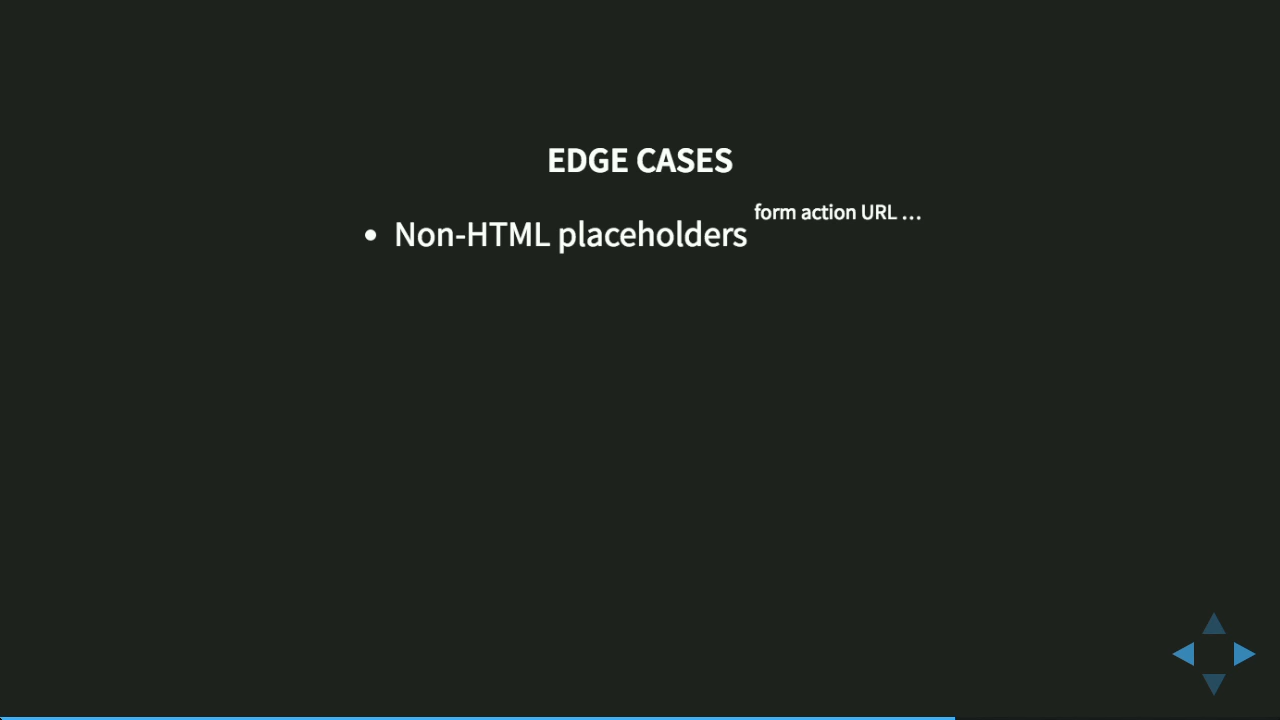 EDGE CASES
• Non-HTML placeholders form action URL …